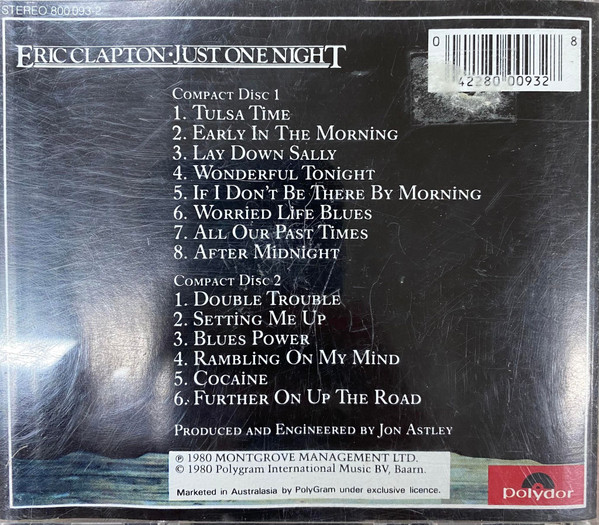 STEREO 800 093-2
ERIC CLAPTON·JUST ONE NIGHT
0 42280 00932 8
COMPACT DISC 1
1. TULSA TIME
2. EARLY IN THE MORNING
3. LAY DOWN SALLY
4. WONDERFUL TONIGHT
5. IF I DON'T BE THERE BY MORNING
6. WORRIED LIFE BLUES
7. ALL OUR PAST TIMES
8. AFTER MIDNIGHT
COMPACT DISC 2
1. DOUBLE TROUBLE
2. SETTING ME UP
3. BLUES POWER
4. RAMBLING ON MY MIND
5. COCAINE
6. FURTHER ON UP THE ROAD
PRODUCED AND ENGINEERED BY JON ASTLEY
℗ 1980 MONTGROVE MANAGEMENT LTD.
© 1980 Polygram International Music BV, Baarn.
Marketed in Australasia by PolyGram under exclusive licence.
polydor